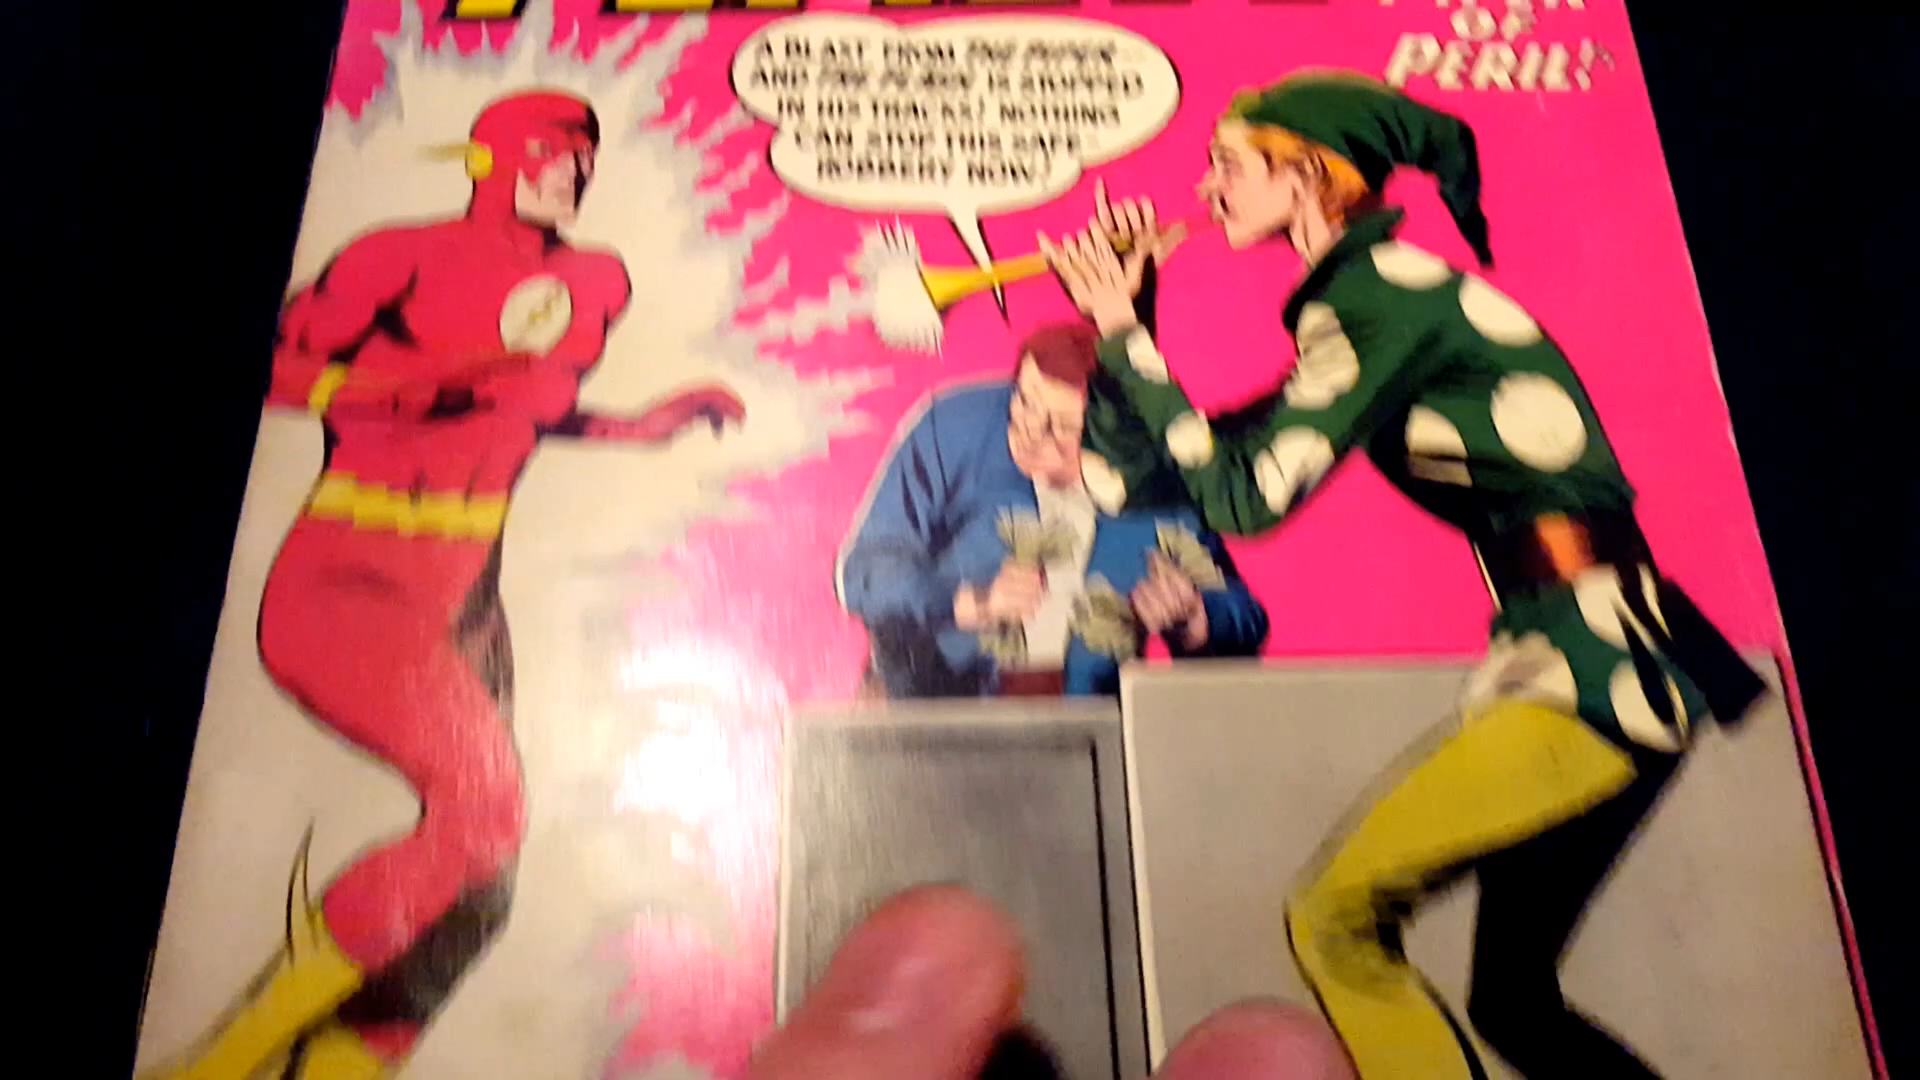 OF
PERIL!
A BLAST FROM THE PIPER--
AND THE FLASH IS STOPPED
IN HIS TRACKS! NOTHING
CAN STOP THIS SAFE-
ROBBERY NOW!